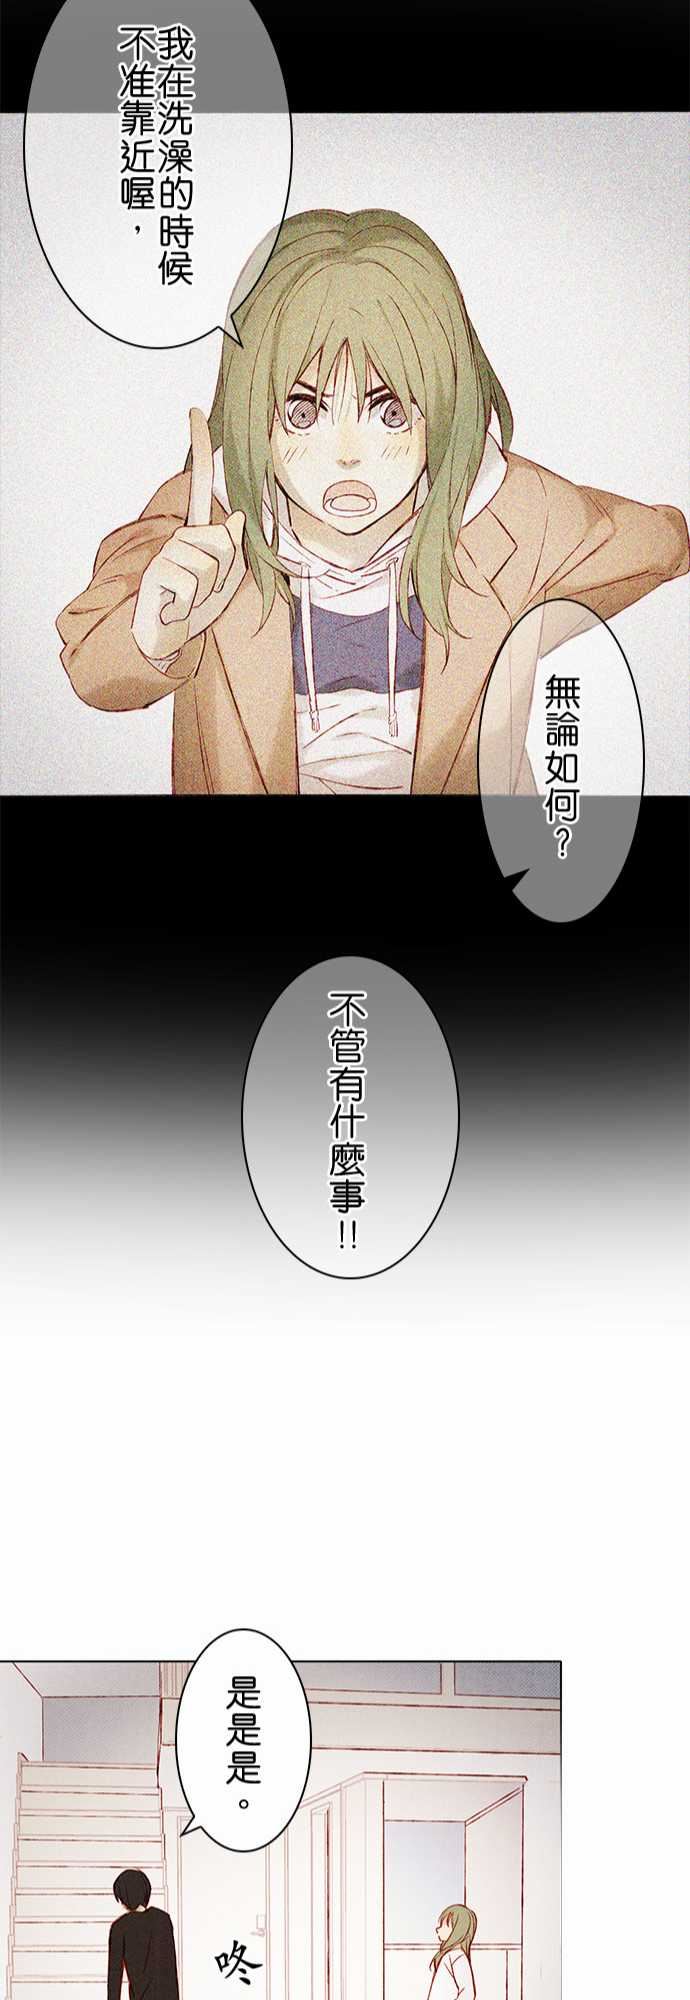 我在洗澡的時候
不准靠近喔，
無論如何？
不管有什麼事！！
是是是。
咚